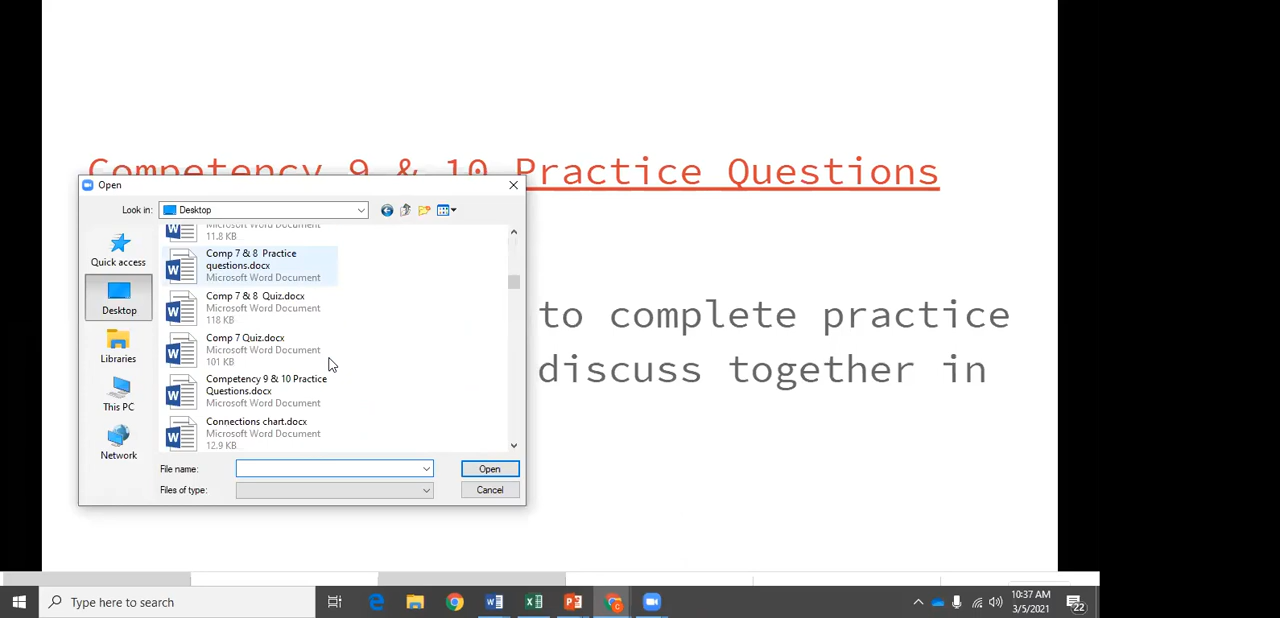 Competency 9 & 10 Practice Questions
to complete practice
discuss together in
Open
Look in:
Desktop
Quick access
Desktop
Libraries
This PC
Network
Microsoft Word Document
11.8 KB
Comp 7 & 8 Practice
questions.docx
Microsoft Word Document
Comp 7 & 8 Quiz.docx
Microsoft Word Document
118 KB
Comp 7 Quiz.docx
Microsoft Word Document
101 KB
Competency 9 & 10 Practice
Questions.docx
Microsoft Word Document
Connections chart.docx
Microsoft Word Document
12.9 KB
File name:
Open
Files of type:
Cancel
Type here to search
10:37 AM
3/5/2021
22